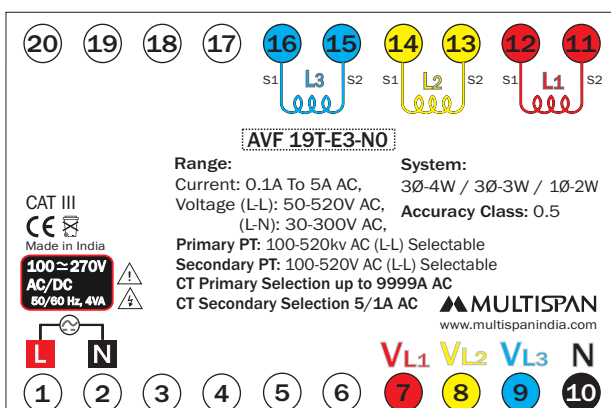 20 19 18 17 16 15 14 13 12 11
S1 L3 S2 S1 L2 S2 S1 L1 S2
AVF 19T-E3-N0
Range:
Current: 0.1A To 5A AC,
Voltage (L-L): 50-520V AC,
(L-N): 30-300V AC,
System:
3Ø-4W / 3Ø-3W / 1Ø-2W
Accuracy Class: 0.5
Primary PT: 100-520kv AC (L-L) Selectable
Secondary PT: 100-520V AC (L-L) Selectable
CT Primary Selection up to 9999A AC
CT Secondary Selection 5/1A AC
CAT III
CE
Made in India
100≃270V
AC/DC
50/60 Hz, 4VA
MULTISPAN
www.multispanindia.com
L N VL1 VL2 VL3 N
1 2 3 4 5 6 7 8 9 10